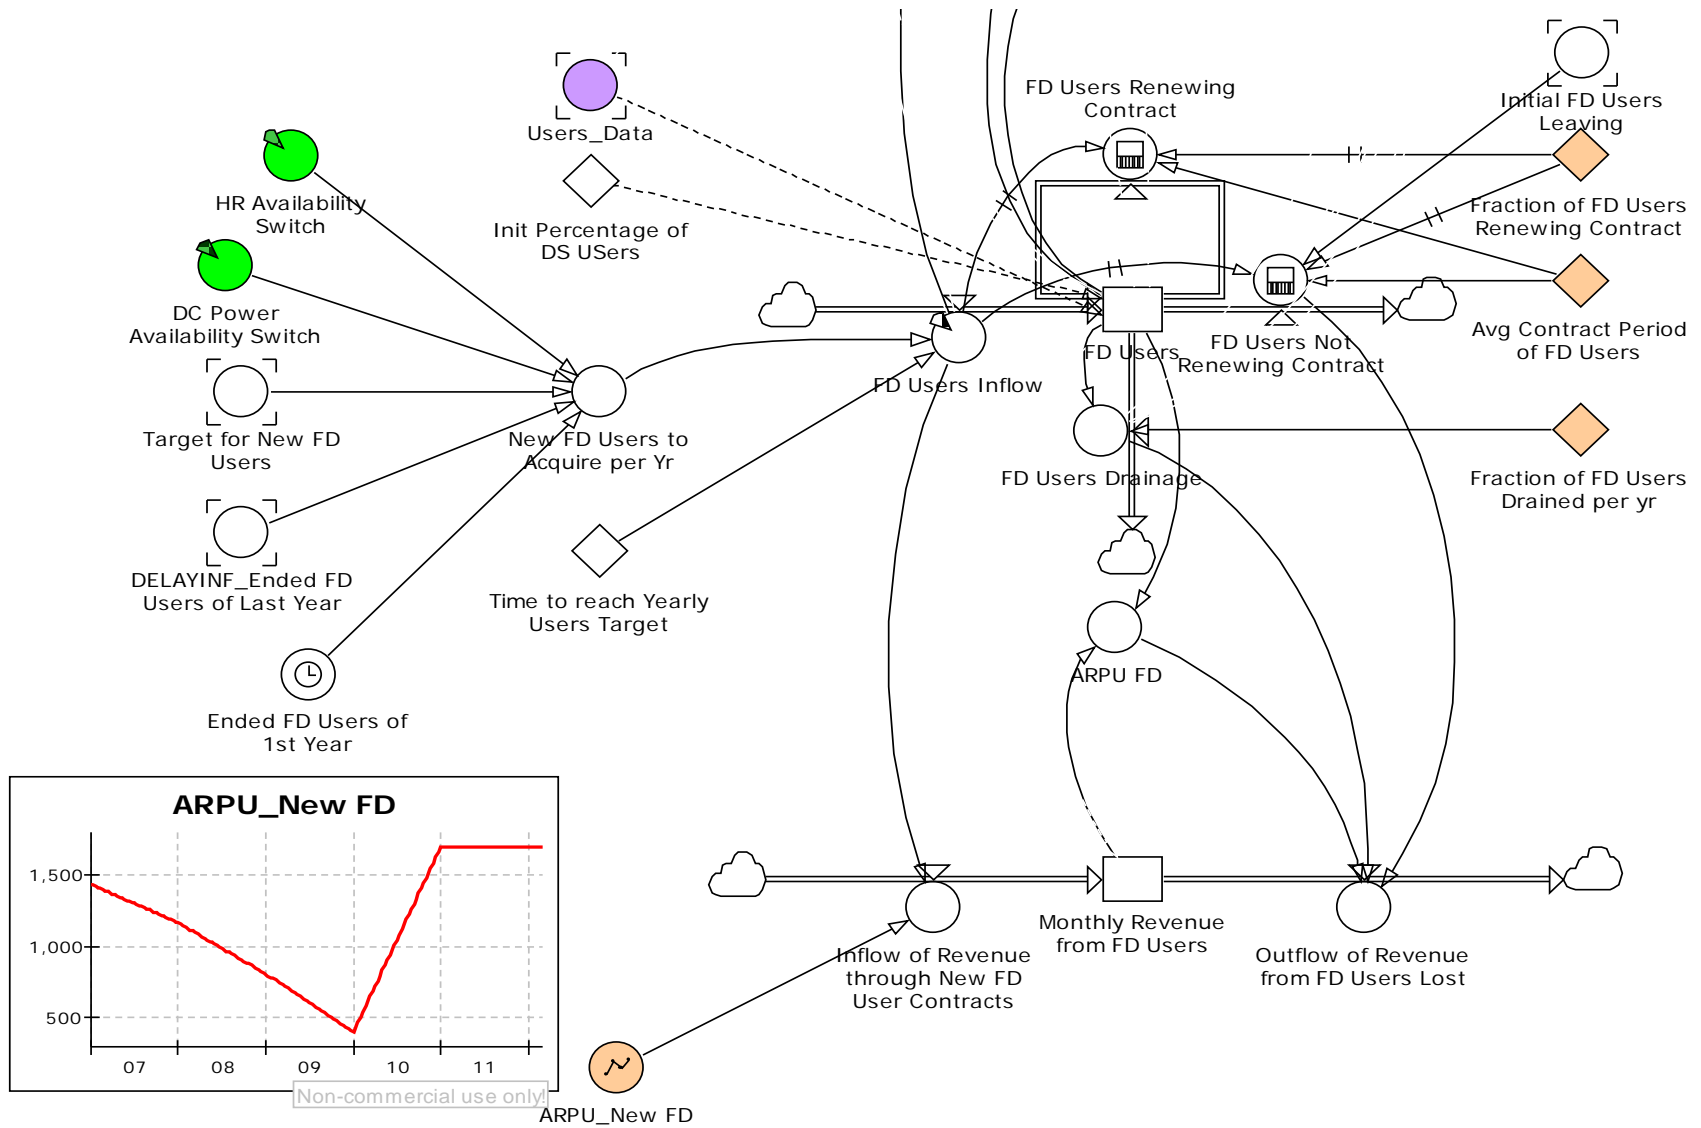 FD Users Renewing
Contract
Initial FD Users
Leaving
Users_Data
HR Availability
Switch
Init Percentage of
DS USers
Fraction of FD Users
Renewing Contract
DC Power
Availability Switch
FD Users
FD Users Not
Renewing Contract
Avg Contract Period
of FD Users
FD Users Inflow
Target for New FD
Users
New FD Users to
Acquire per Yr
FD Users Drainage
Fraction of FD Users
Drained per yr
DELAYINF_Ended FD
Users of Last Year
Time to reach Yearly
Users Target
ARPU FD
Ended FD Users of
1st Year
ARPU_New FD
1,500
1,000
500
07 08 09 10 11
Non-commercial use only!
Monthly Revenue
from FD Users
Inflow of Revenue
through New FD
User Contracts
Outflow of Revenue
from FD Users Lost
ARPU_New FD